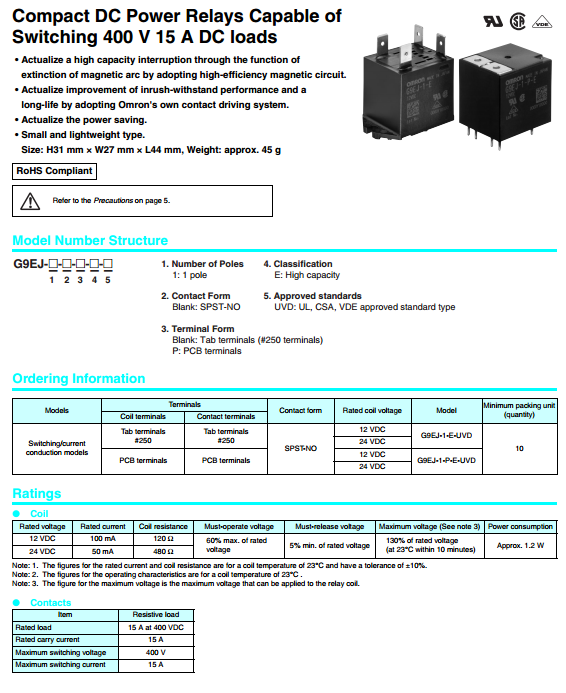 Compact DC Power Relays Capable of
Switching 400 V 15 A DC loads
• Actualize a high capacity interruption through the function of
extinction of magnetic arc by adopting high-efficiency magnetic circuit.
• Actualize improvement of inrush-withstand performance and a
long-life by adopting Omron's own contact driving system.
• Actualize the power saving.
• Small and lightweight type.
Size: H31 mm × W27 mm × L44 mm, Weight: approx. 45 g
VDE
omron
G9EJ-1-E
omron
RoHS Compliant
Refer to the Precautions on page 5.
Model Number Structure
G9EJ-□-□-□-□-□
1 2 3 4 5
1. Number of Poles
1: 1 pole
2. Contact Form
Blank: SPST-NO
3. Terminal Form
Blank: Tab terminals (#250 terminals)
P: PCB terminals
4. Classification
E: High capacity
5. Approved standards
UVD: UL, CSA, VDE approved standard type
Ordering Information
Models Terminals Contact form Rated coil voltage Model Minimum packing unit (quantity)
Coil terminals Contact terminals
Switching/current conduction models Tab terminals #250 Tab terminals #250 SPST-NO 12 VDC G9EJ-1-E-UVD 10
24 VDC
PCB terminals PCB terminals 12 VDC G9EJ-1-P-E-UVD
24 VDC
Ratings
● Coil
Rated voltage Rated current Coil resistance Must-operate voltage Must-release voltage Maximum voltage (See note 3) Power consumption
12 VDC 100 mA 120 Ω 60% max. of rated voltage 5% min. of rated voltage 130% of rated voltage (at 23°C within 10 minutes) Approx. 1.2 W
24 VDC 50 mA 480 Ω
Note: 1. The figures for the rated current and coil resistance are for a coil temperature of 23°C and have a tolerance of ±10%.
Note: 2. The figures for the operating characteristics are for a coil temperature of 23°C .
Note: 3. The figure for the maximum voltage is the maximum voltage that can be applied to the relay coil.
● Contacts
Item Resistive load
Rated load 15 A at 400 VDC
Rated carry current 15 A
Maximum switching voltage 400 V
Maximum switching current 15 A